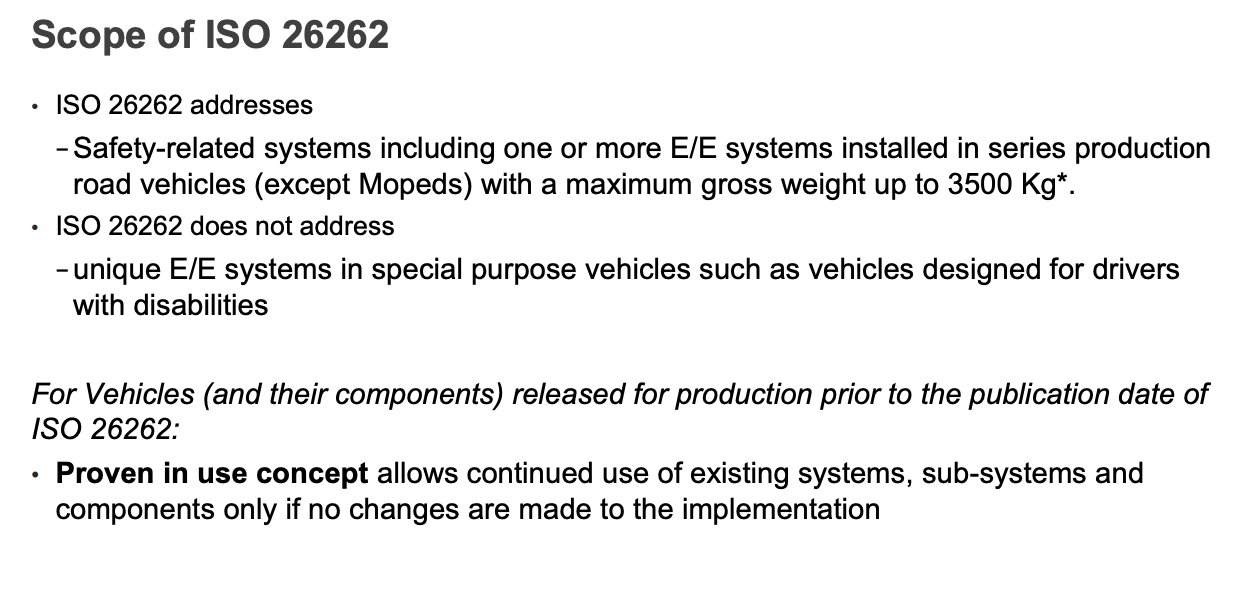 Scope of ISO 26262
• ISO 26262 addresses
– Safety-related systems including one or more E/E systems installed in series production
road vehicles (except Mopeds) with a maximum gross weight up to 3500 Kg*.
• ISO 26262 does not address
– unique E/E systems in special purpose vehicles such as vehicles designed for drivers
with disabilities
For Vehicles (and their components) released for production prior to the publication date of
ISO 26262:
• Proven in use concept allows continued use of existing systems, sub-systems and
components only if no changes are made to the implementation